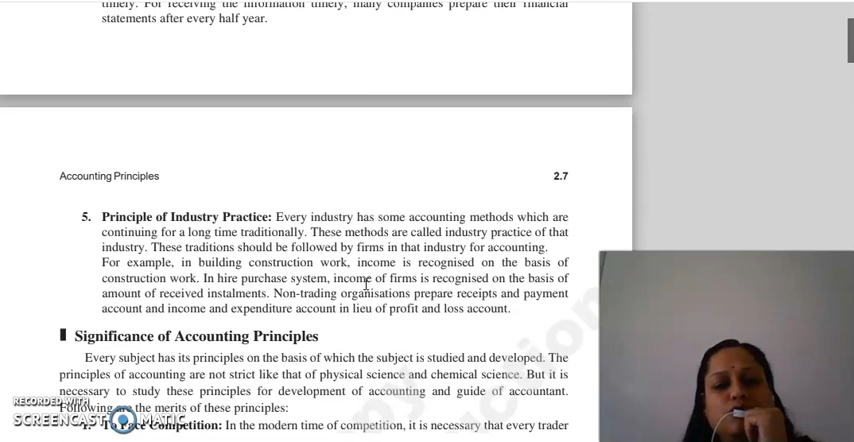 timely. For receiving the information timely, many companies prepare their financial
statements after every half year.
Accounting Principles
2.7
5. Principle of Industry Practice: Every industry has some accounting methods which are
continuing for a long time traditionally. These methods are called industry practice of that
industry. These traditions should be followed by firms in that industry for accounting.
For example, in building construction work, income is recognised on the basis of
construction work. In hire purchase system, income of firms is recognised on the basis of
amount of received instalments. Non-trading organisations prepare receipts and payment
account and income and expenditure account in lieu of profit and loss account.
Significance of Accounting Principles
Every subject has its principles on the basis of which the subject is studied and developed. The
principles of accounting are not strict like that of physical science and chemical science. But it is
necessary to study these principles for development of accounting and guide of accountant.
Following are the merits of these principles:
1. To Face Competition: In the modern time of competition, it is necessary that every trader
RECORDED WITH
SCREENCAST MATIC